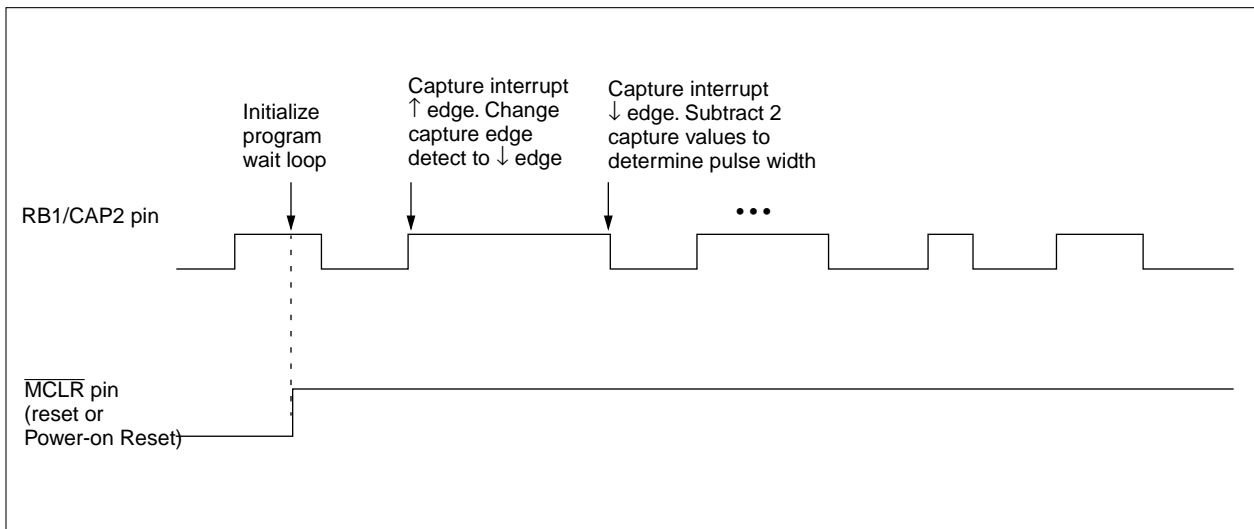 Initialize
program
wait loop
Capture interrupt
↑ edge. Change
capture edge
detect to ↓ edge
Capture interrupt
↓ edge. Subtract 2
capture values to
determine pulse width
RB1/CAP2 pin
•••
MCLR pin
(reset or
Power-on Reset)